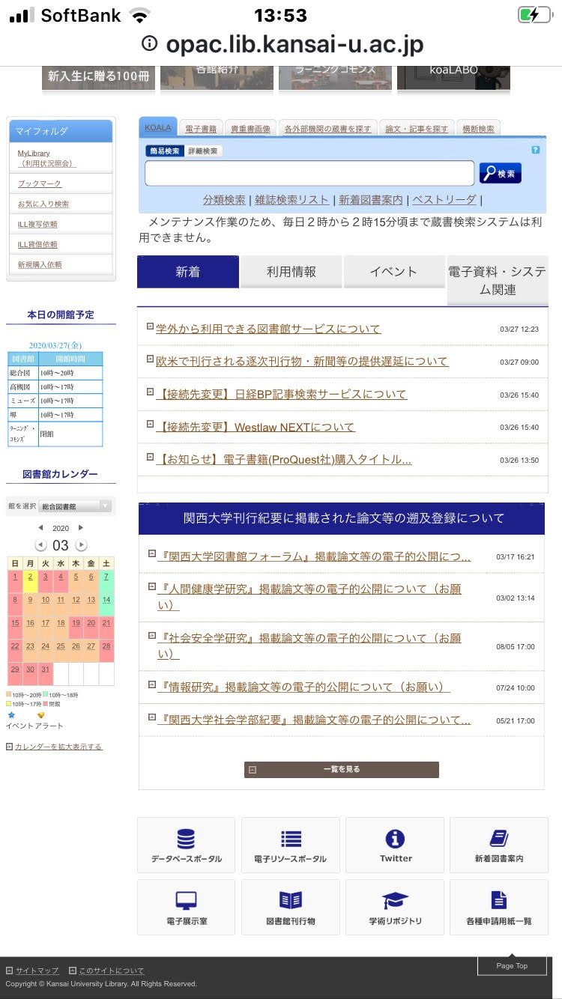 SoftBank
13:53
opac.lib.kansai-u.ac.jp
新入生に贈る100冊
各館紹介
ラーニングコモンズ
koaLABO
マイフォルダ
MyLibrary
(利用状況照会)
ブックマーク
お気に入り検索
ILL複写依頼
ILL貸借依頼
新規購入依頼
本日の開館予定
2020/03/27(金)
図書館 開館時間
総合図 10時～20時
高槻図 10時～17時
ミューズ 10時～17時
堺 10時～17時
ラーニング・
コモンズ 閉館
図書館カレンダー
館を選択 総合図書館
2020
03
日 月 火 水 木 金 土
1 2 3 4 5 6 7
8 9 10 11 12 13 14
15 16 17 18 19 20 21
22 23 24 25 26 27 28
29 30 31
10時～20時 10時～18時
10時～17時 閉館
イベント アラート
カレンダーを拡大表示する
KOALA 電子書籍 貴重書画像 各外部機関の蔵書を探す 論文・記事を探す 横断検索
簡易検索 詳細検索 ?
検索
分類検索 | 雑誌検索リスト | 新着図書案内 | ベストリーダ |
メンテナンス作業のため、毎日２時から２時15分頃まで蔵書検索システムは利
用できません。
新着 利用情報 イベント 電子資料・システ
ム関連
学外から利用できる図書館サービスについて 03/27 12:23
欧米で刊行される逐次刊行物・新聞等の提供遅延について 03/27 09:00
【接続先変更】日経BP記事検索サービスについて 03/26 15:40
【接続先変更】Westlaw NEXTについて 03/26 15:40
【お知らせ】電子書籍(ProQuest社)購入タイトル... 03/26 13:50
関西大学刊行紀要に掲載された論文等の遡及登録について
『関西大学図書館フォーラム』掲載論文等の電子的公開につ... 03/17 16:21
『人間健康学研究』掲載論文等の電子的公開について（お願
い） 03/02 13:14
『社会安全学研究』掲載論文等の電子的公開について（お願
い） 08/05 17:00
『情報研究』掲載論文等の電子的公開について（お願い） 07/24 10:00
『関西大学社会学部紀要』掲載論文等の電子的公開について... 05/21 17:00
一覧を見る
データベースポータル
電子リソースポータル
Twitter
新着図書案内
電子展示室
図書館刊行物
学術リポジトリ
各種申請用紙一覧
サイトマップ このサイトについて
Page Top
Copyright © Kansai University Library. All Rights Reserved.